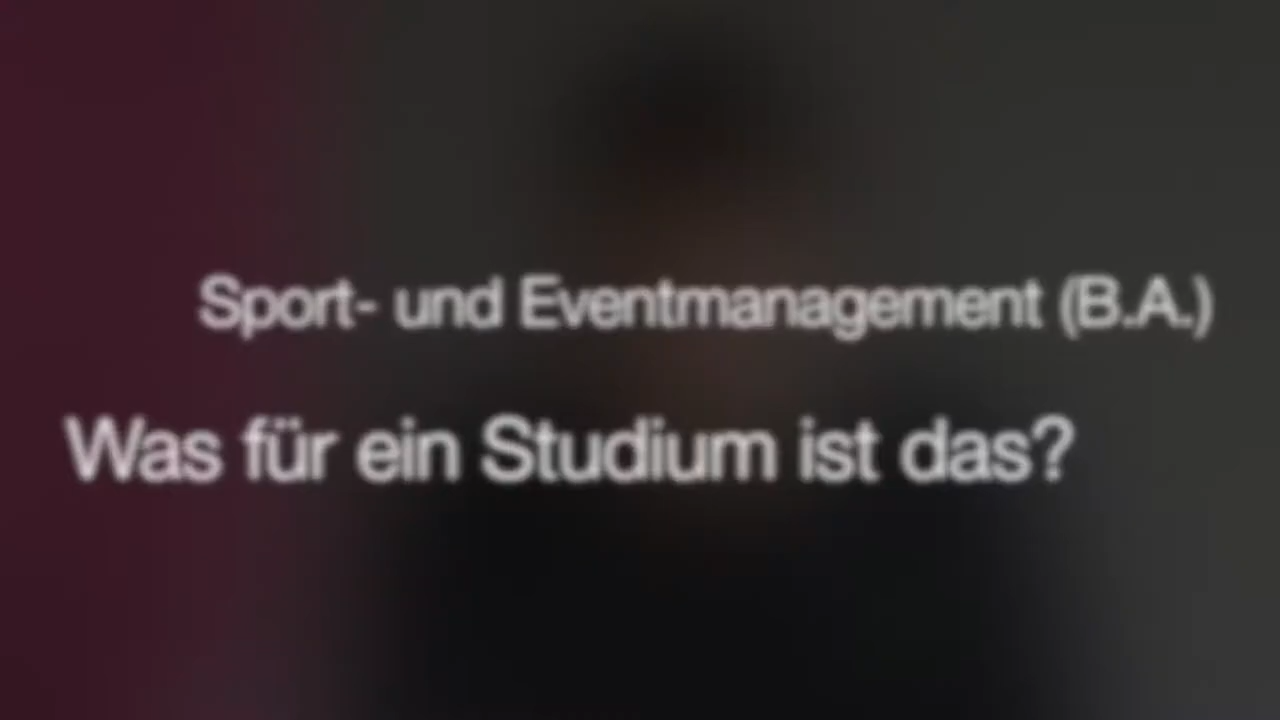 Sport- und Eventmanagement (B.A.)
Was für ein Studium ist das?